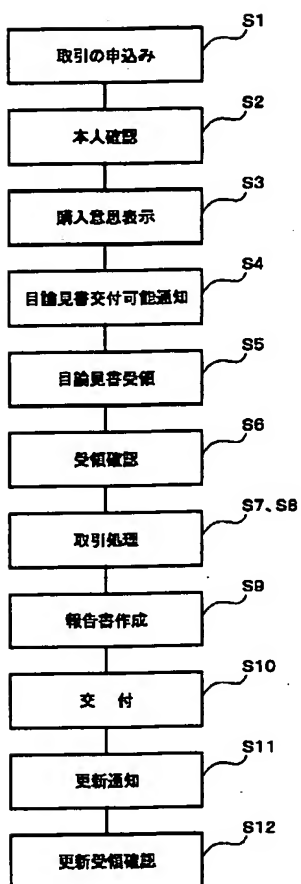 S1
取引の申込み
S2
本人確認
S3
購入意思表示
S4
目論見書交付可能通知
S5
目論見書受領
S6
受領確認
S7、S8
取引処理
S9
報告書作成
S10
交 付
S11
更新通知
S12
更新受領確認